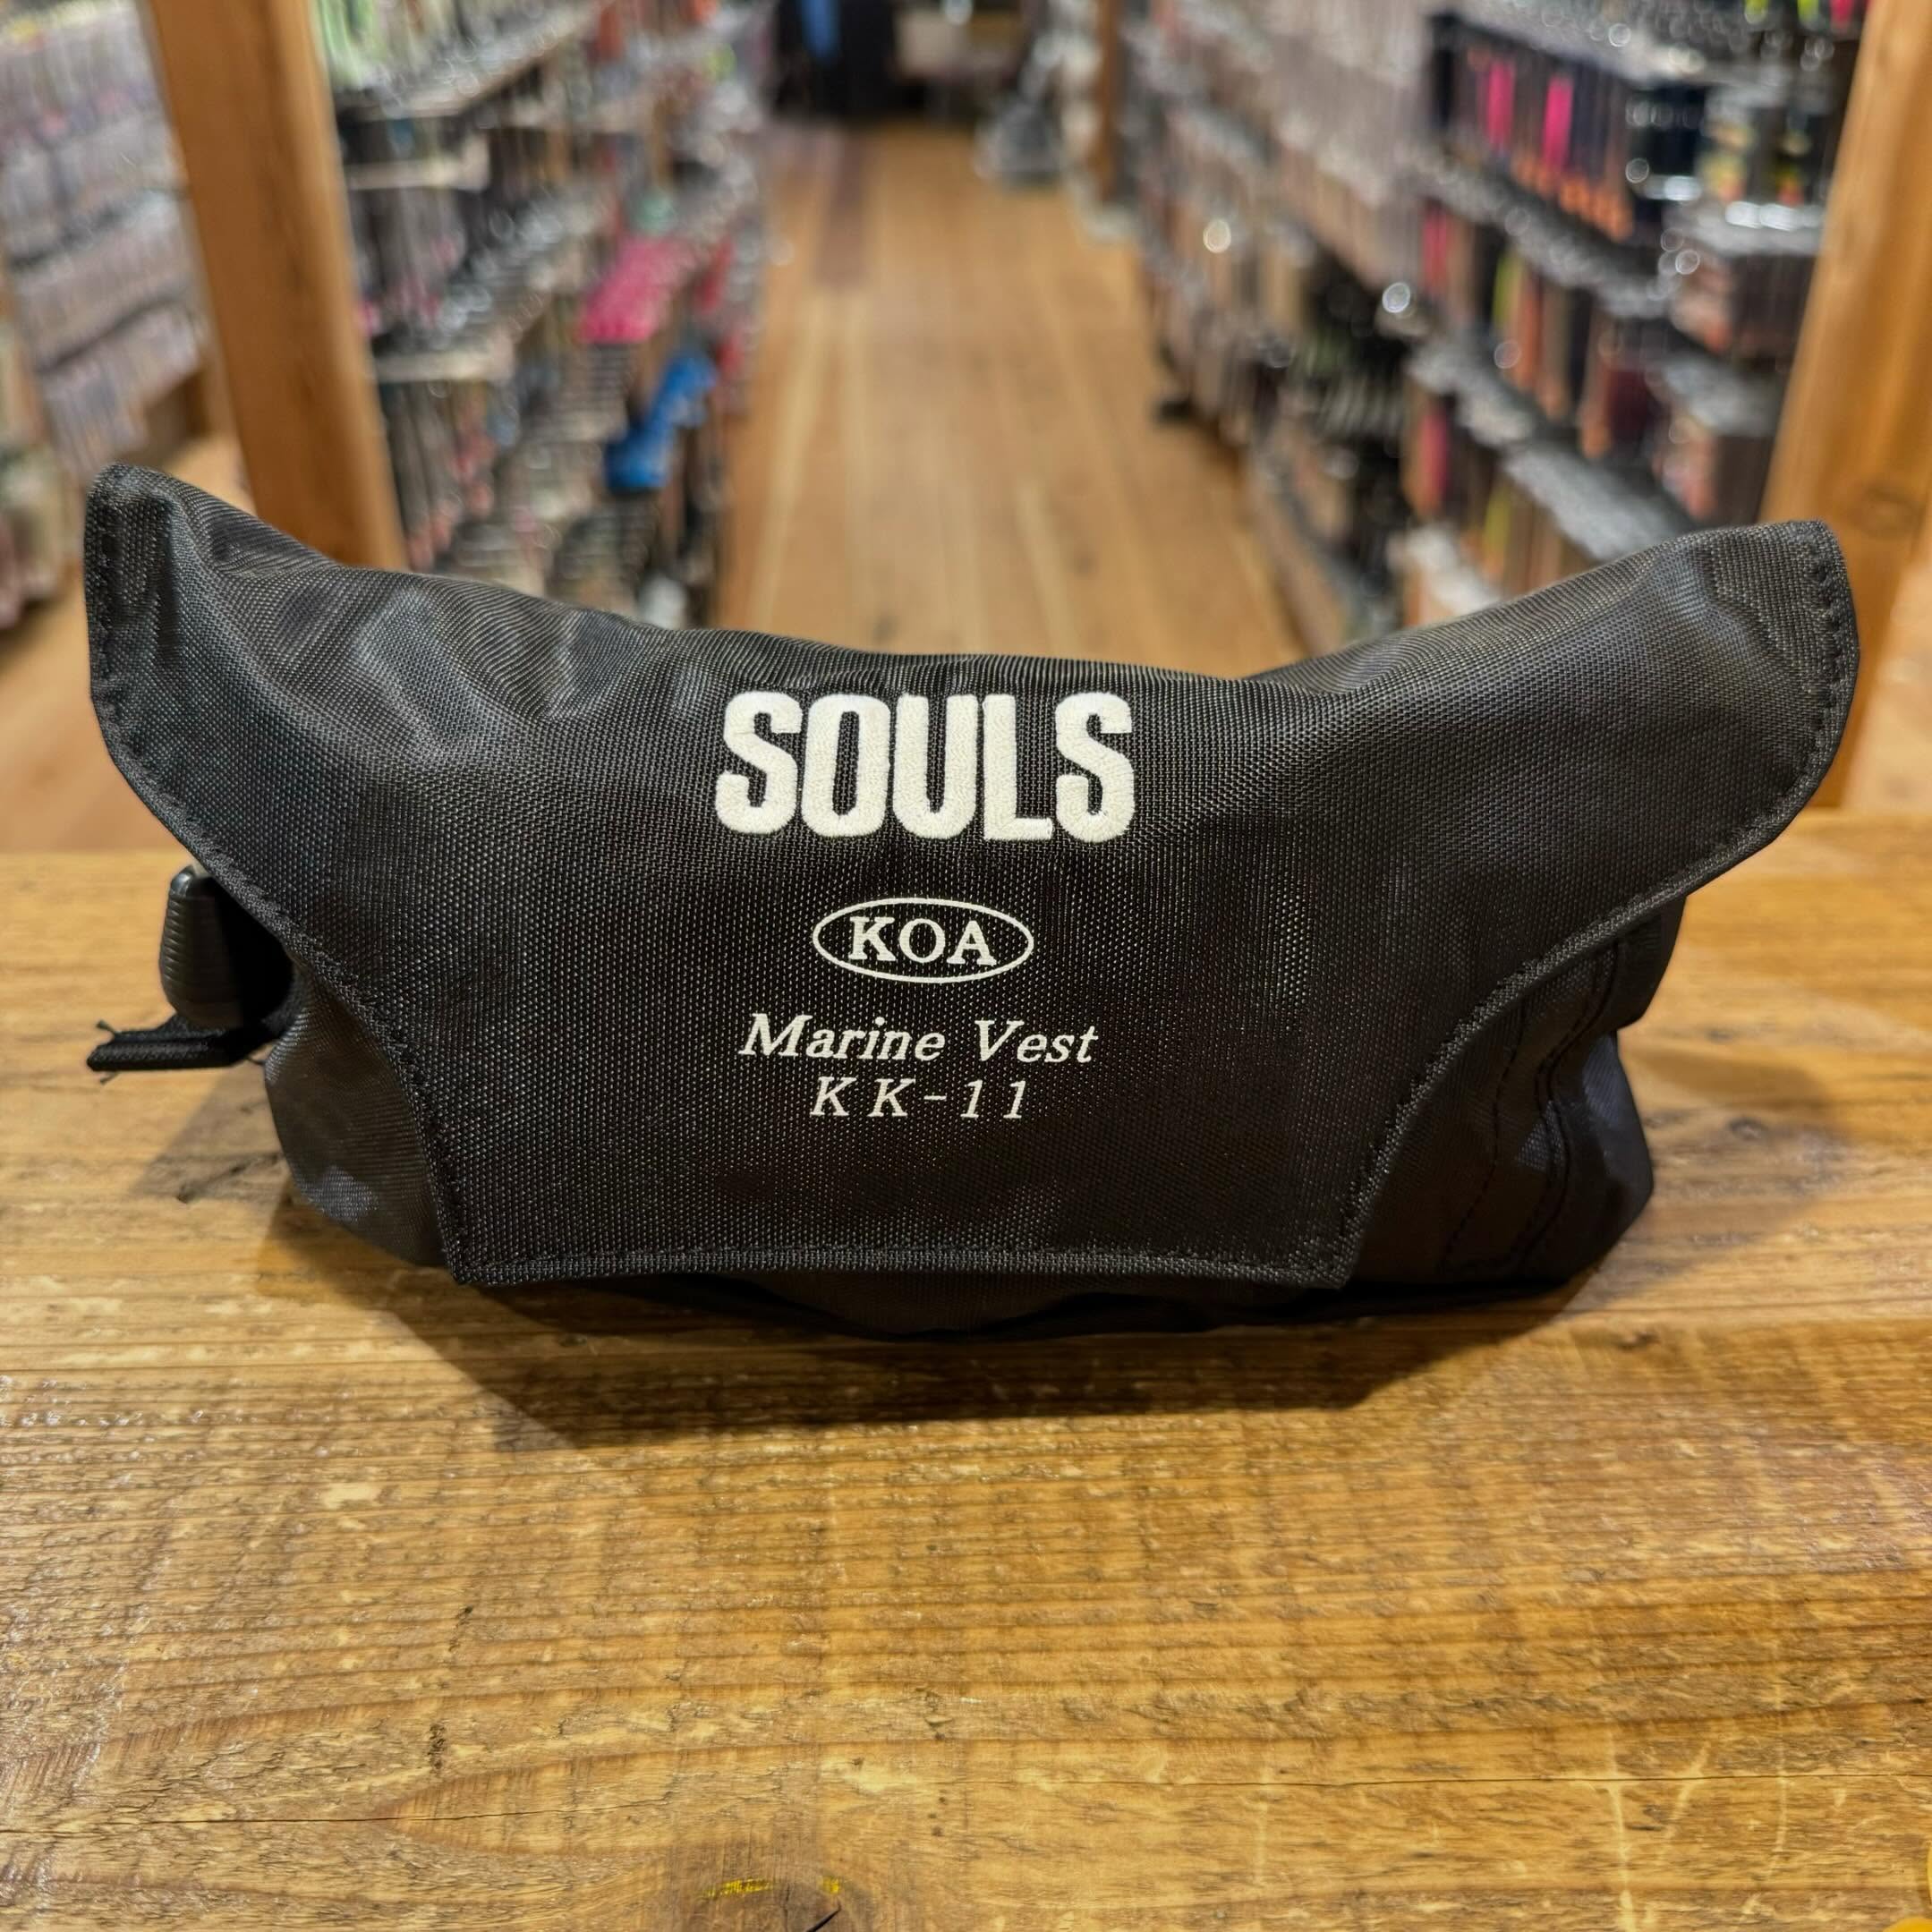 SOULS
KOA
Marine Vest
KK-11